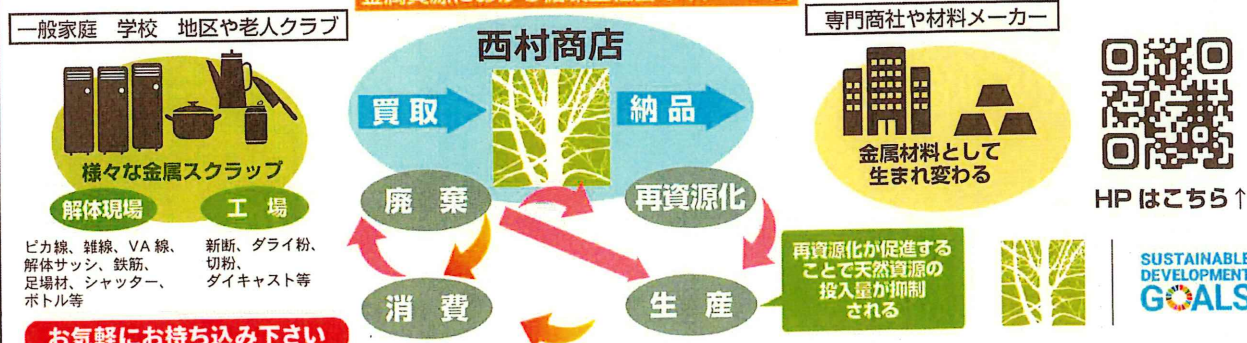 一般家庭 学校 地区や老人クラブ
様々な金属スクラップ
解体現場
工場
ピカ線、雑線、VA線、
解体サッシ、鉄筋、
足場材、シャッター、
ボトル等
新断、ダライ粉、
切粉、
ダイキャスト等
お気軽にお持ち込み下さい
西村商店
買取
納品
廃棄
再資源化
消費
生産
再資源化が促進する
ことで天然資源の
投入量が抑制
される
専門商社や材料メーカー
金属材料として
生まれ変わる
HPはこちら↑
SUSTAINABLE
DEVELOPMENT
GOALS